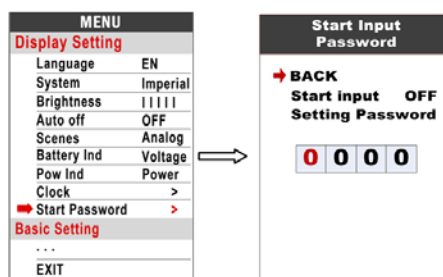 MENU
Display Setting
Language EN
System Imperial
Brightness | | | | |
Auto off OFF
Scenes Analog
Battery Ind Voltage
Pow Ind Power
Clock >
Start Password >
Basic Setting
. . .
EXIT
Start Input
Password
BACK
Start input OFF
Setting Password
0 0 0 0